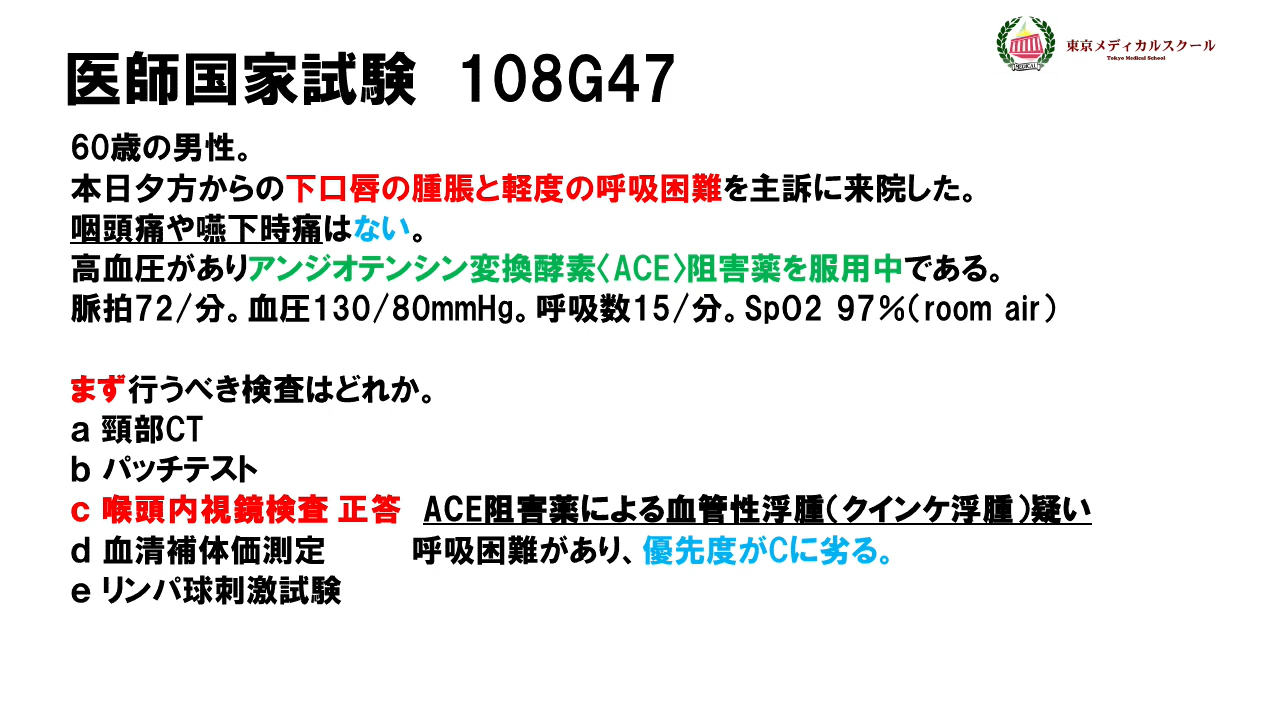 東京メディカルスクール
Tokyo Medical School
MEDICAL
医師国家試験 108G47
60歳の男性。
本日夕方からの下口唇の腫脹と軽度の呼吸困難を主訴に来院した。
咽頭痛や嚥下時痛はない。
高血圧がありアンジオテンシン変換酵素〈ACE〉阻害薬を服用中である。
脈拍72/分。血圧130/80mmHg。呼吸数15/分。SpO2 97%(room air)
まず行うべき検査はどれか。
a 頸部CT
b パッチテスト
c 喉頭内視鏡検査 正答 ACE阻害薬による血管性浮腫(クインケ浮腫)疑い
d 血清補体価測定 呼吸困難があり、優先度がCに劣る。
e リンパ球刺激試験